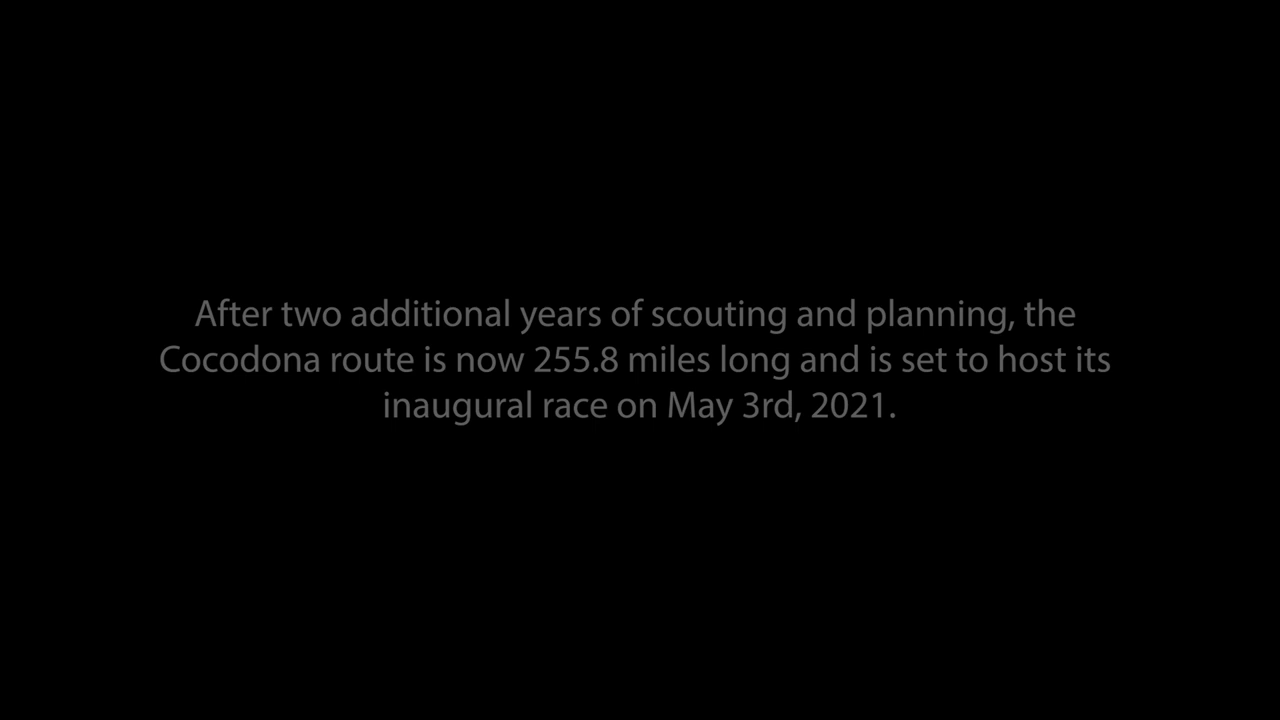 After two additional years of scouting and planning, the
Cocodona route is now 255.8 miles long and is set to host its
inaugural race on May 3rd, 2021.